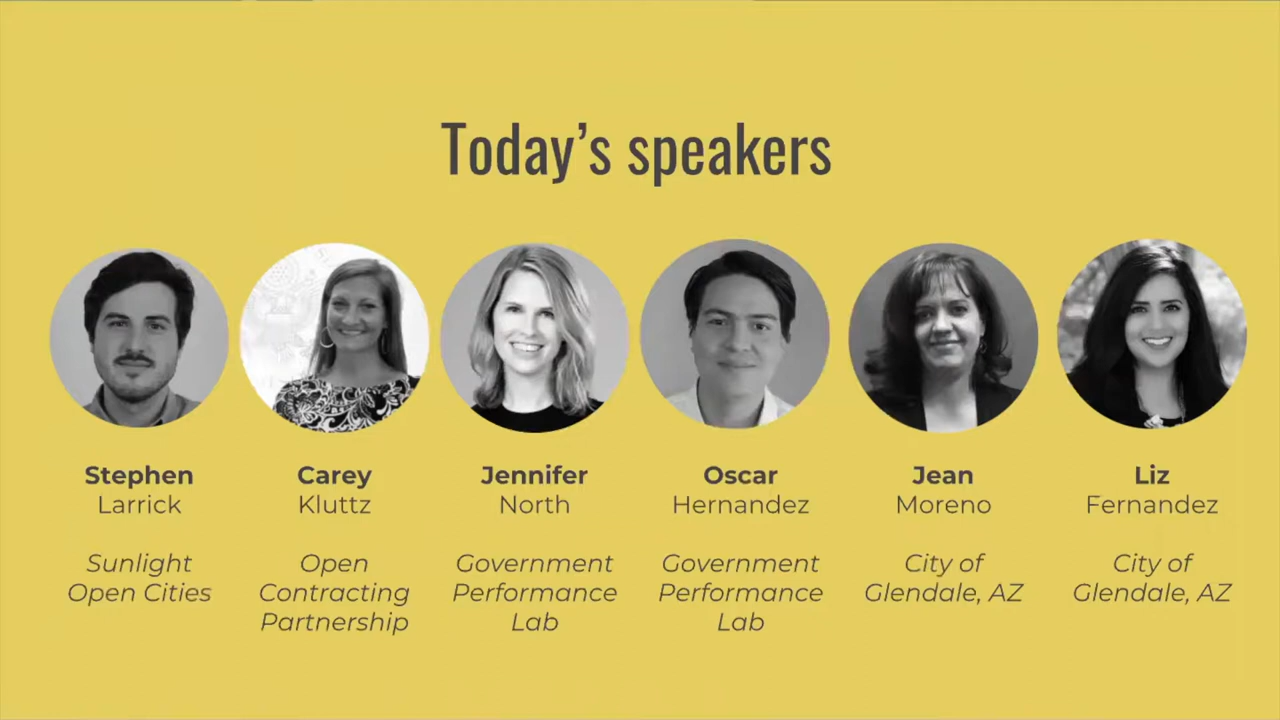 Today's speakers
Stephen
Larrick
Sunlight
Open Cities
Carey
Kluttz
Open
Contracting
Partnership
Jennifer
North
Government
Performance
Lab
Oscar
Hernandez
Government
Performance
Lab
Jean
Moreno
City of
Glendale, AZ
Liz
Fernandez
City of
Glendale, AZ